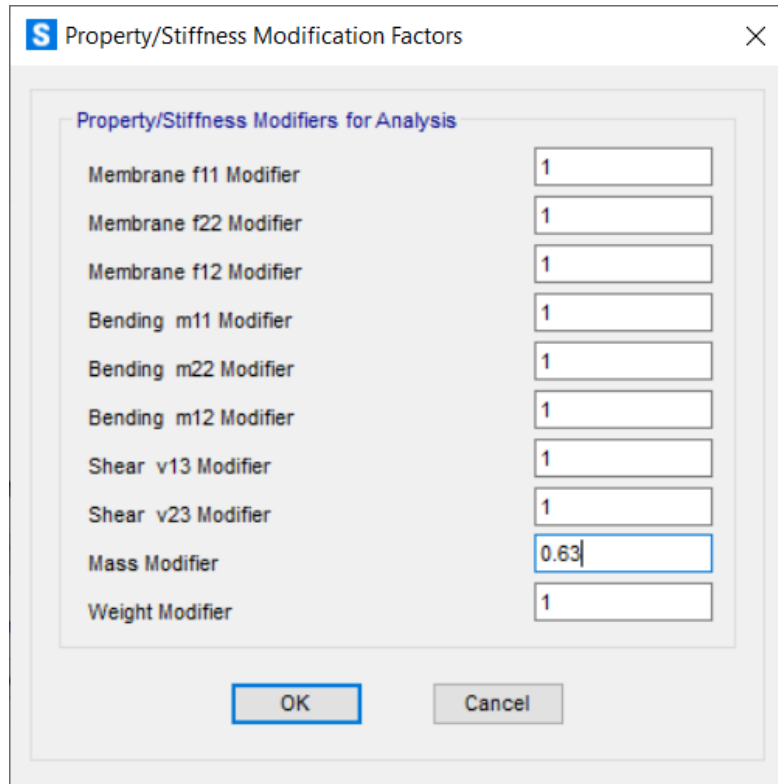 S Property/Stiffness Modification Factors
Property/Stiffness Modifiers for Analysis
Membrane f11 Modifier 1
Membrane f22 Modifier 1
Membrane f12 Modifier 1
Bending m11 Modifier 1
Bending m22 Modifier 1
Bending m12 Modifier 1
Shear v13 Modifier 1
Shear v23 Modifier 1
Mass Modifier 0.63
Weight Modifier 1
OK Cancel